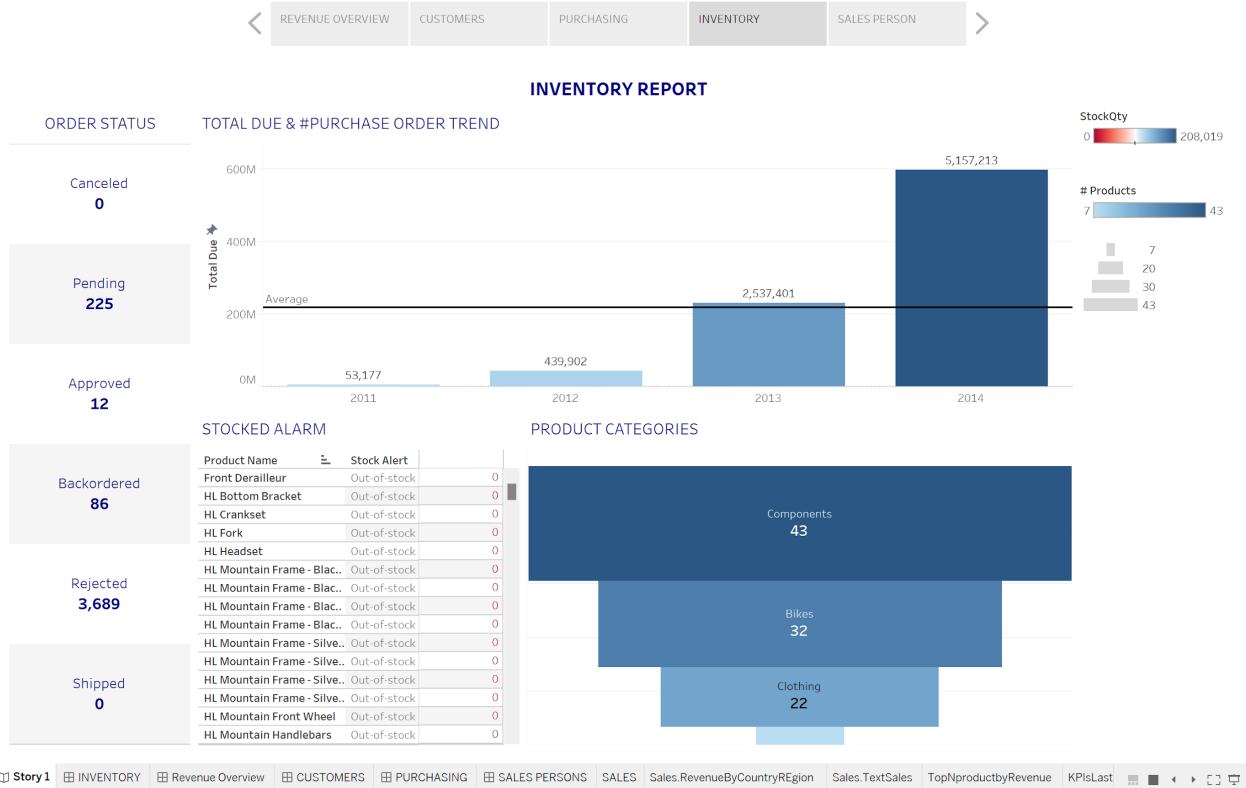 REVENUE OVERVIEW
CUSTOMERS
PURCHASING
INVENTORY
SALES PERSON
INVENTORY REPORT
ORDER STATUS
Canceled
0
Pending
225
Approved
12
Backordered
86
Rejected
3,689
Shipped
0
TOTAL DUE & #PURCHASE ORDER TREND
Total Due
600M
400M
200M
0M
Average
53,177
439,902
2,537,401
5,157,213
2011
2012
2013
2014
StockQty
0 208,019
# Products
7 43
7
20
30
43
STOCKED ALARM
Product Name Stock Alert
Front Derailleur Out-of-stock 0
HL Bottom Bracket Out-of-stock 0
HL Crankset Out-of-stock 0
HL Fork Out-of-stock 0
HL Headset Out-of-stock 0
HL Mountain Frame - Blac.. Out-of-stock 0
HL Mountain Frame - Blac.. Out-of-stock 0
HL Mountain Frame - Blac.. Out-of-stock 0
HL Mountain Frame - Blac.. Out-of-stock 0
HL Mountain Frame - Silve.. Out-of-stock 0
HL Mountain Frame - Silve.. Out-of-stock 0
HL Mountain Frame - Silve.. Out-of-stock 0
HL Mountain Frame - Silve.. Out-of-stock 0
HL Mountain Front Wheel Out-of-stock 0
HL Mountain Handlebars Out-of-stock 0
PRODUCT CATEGORIES
Components
43
Bikes
32
Clothing
22
Story 1
INVENTORY
Revenue Overview
CUSTOMERS
PURCHASING
SALES PERSONS
SALES
Sales.RevenueByCountryREgion
Sales.TextSales
TopNproductbyRevenue
KPIsLast